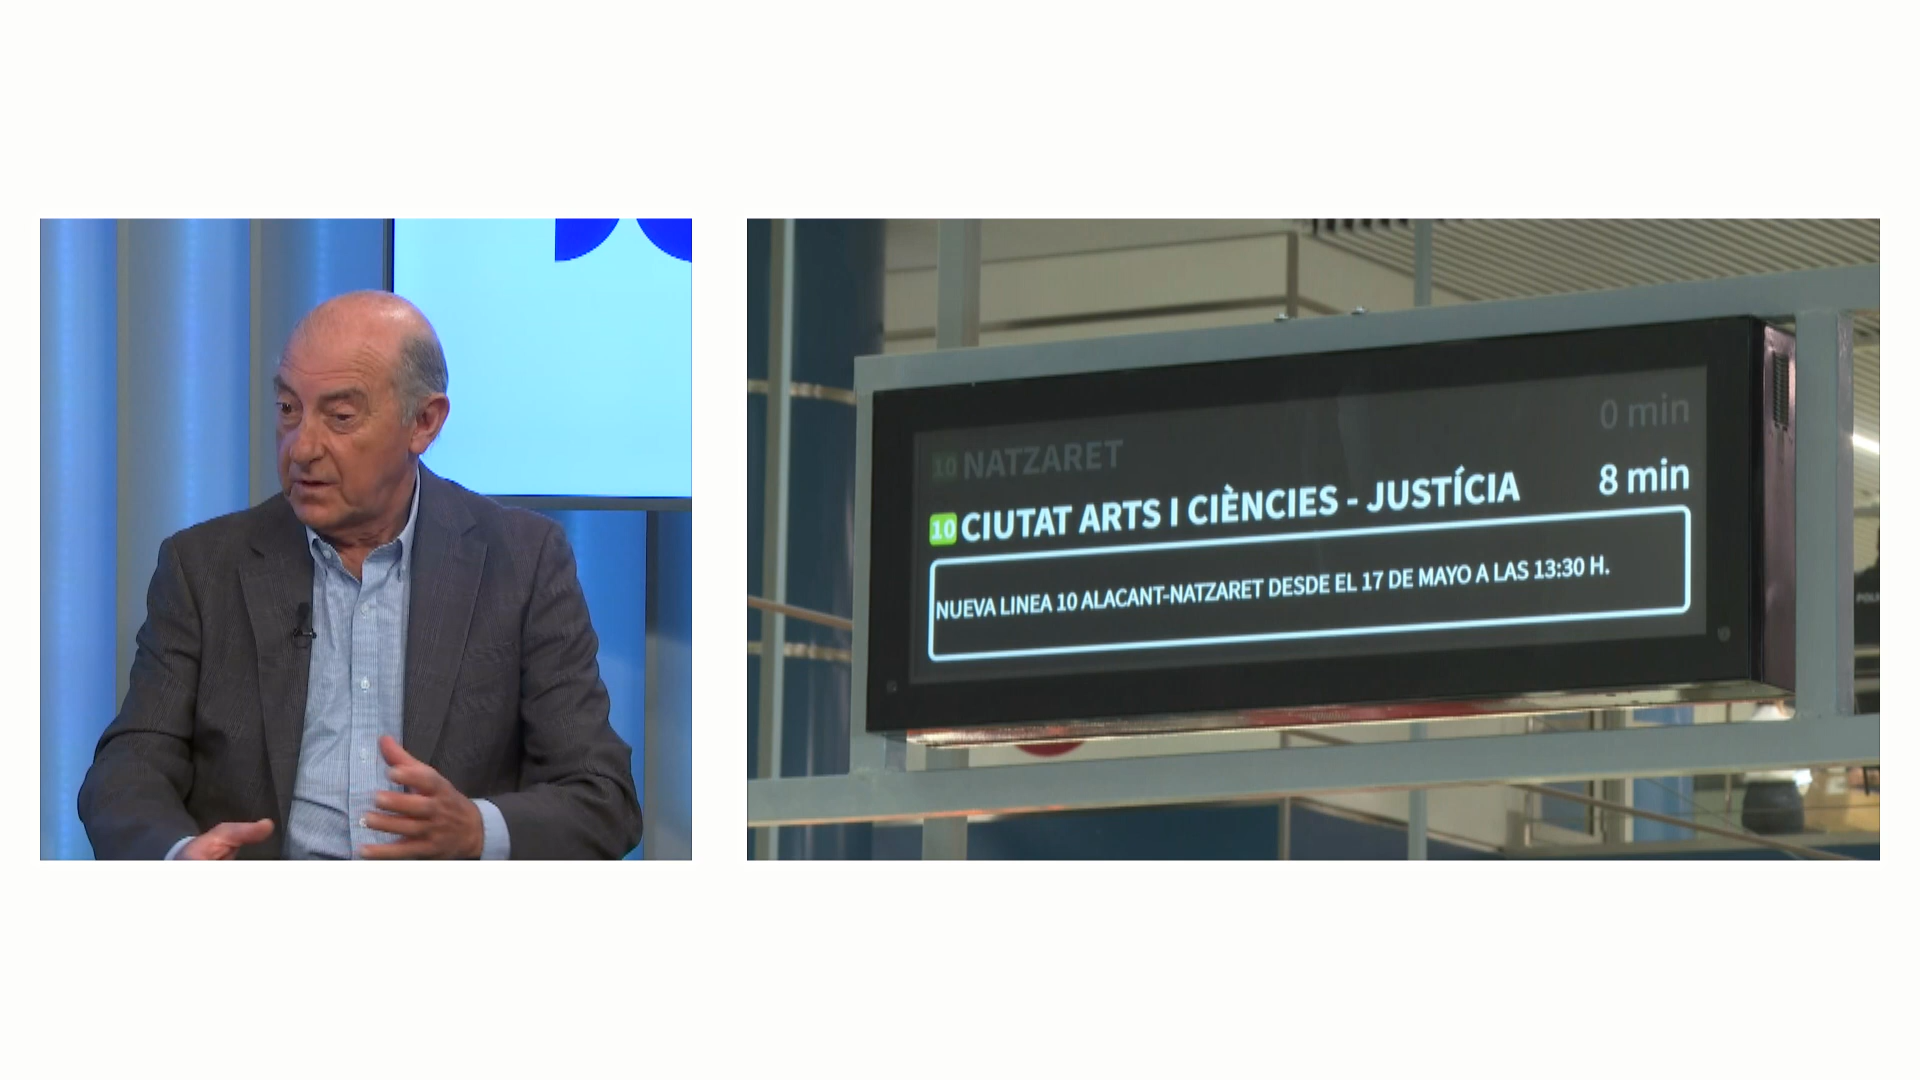 10 NATZARET 0 min
10 CIUTAT ARTS I CIÈNCIES - JUSTÍCIA 8 min
NUEVA LINEA 10 ALACANT-NATZARET DESDE EL 17 DE MAYO A LAS 13:30 H.